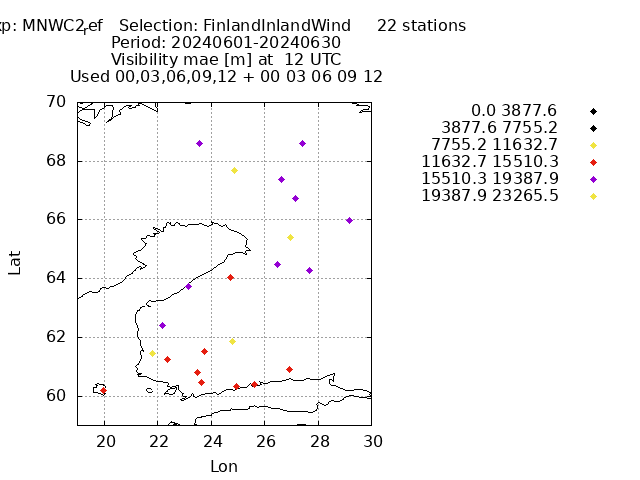 xp: MNWC2ref Selection: FinlandInlandWind 22 stations
Period: 20240601-20240630
Visibility mae [m] at 12 UTC
Used 00,03,06,09,12 + 00 03 06 09 12
70
68
66
64
62
60
Lat
20 22 24 26 28 30
Lon
0.0 3877.6
3877.6 7755.2
7755.2 11632.7
11632.7 15510.3
15510.3 19387.9
19387.9 23265.5